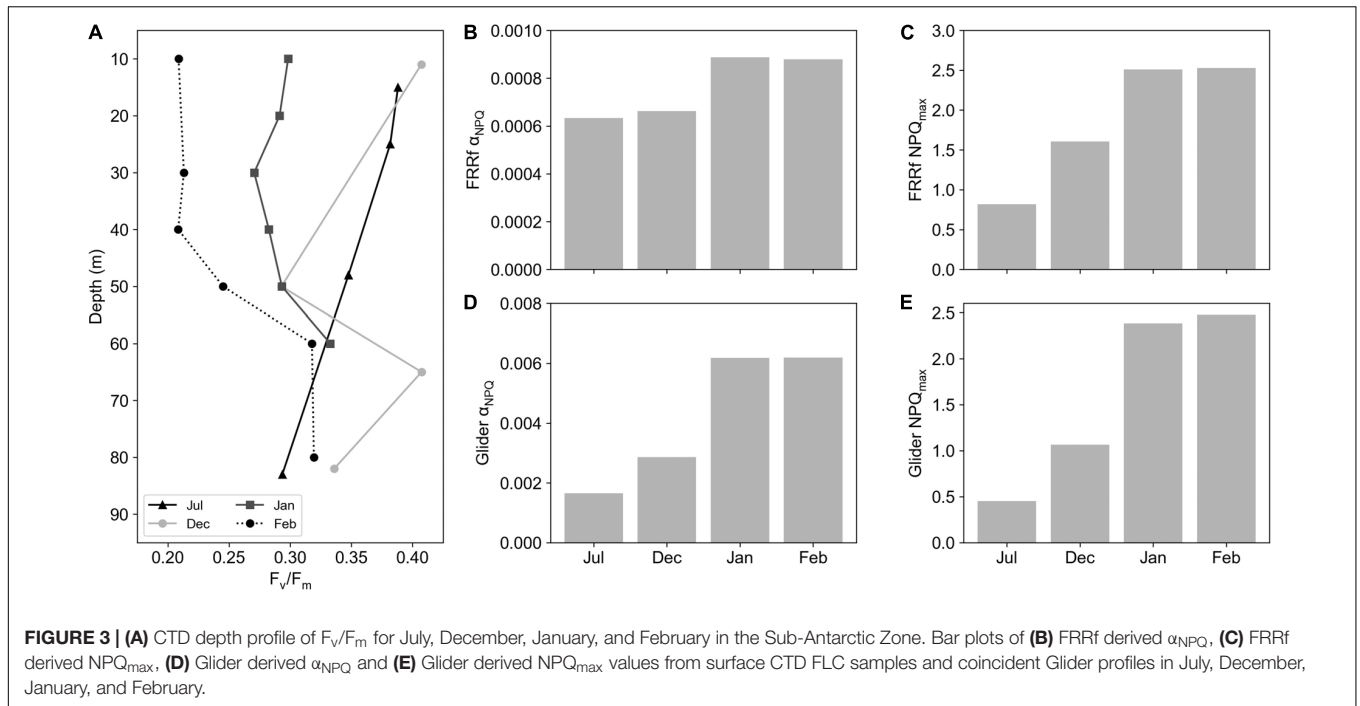 A
10
20
30
40
50
60
70
80
90
Depth (m)
Jul
Dec
Jan
Feb
0.20 0.25 0.30 0.35 0.40
Fv/Fm
B
0.0010
0.0008
0.0006
0.0004
0.0002
0.0000
FRRf αNPQ
C
3.0
2.5
2.0
1.5
1.0
0.5
0.0
FRRf NPQmax
D
0.008
0.006
0.004
0.002
0.000
Glider αNPQ
Jul Dec Jan Feb
E
2.5
2.0
1.5
1.0
0.5
0.0
Glider NPQmax
Jul Dec Jan Feb
FIGURE 3 | (A) CTD depth profile of Fv/Fm for July, December, January, and February in the Sub-Antarctic Zone. Bar plots of (B) FRRf derived αNPQ, (C) FRRf
derived NPQmax, (D) Glider derived αNPQ and (E) Glider derived NPQmax values from surface CTD FLC samples and coincident Glider profiles in July, December,
January, and February.